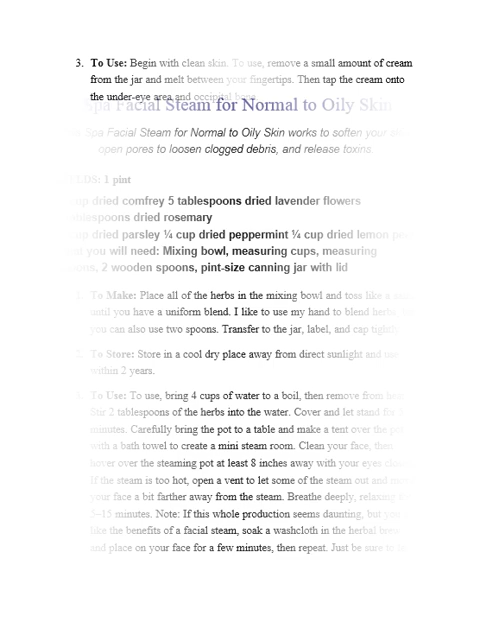 3. To Use: Begin with clean skin. To use, remove a small amount of cream
from the jar and melt between your fingertips. Then tap the cream onto
the under-eye area and occipital bone.
Spa Facial Steam for Normal to Oily Skin
Spa Facial Steam for Normal to Oily Skin works to soften your
open pores to loosen clogged debris, and release toxins.
1 pint
dried comfrey 5 tablespoons dried lavender flowers
dried rosemary
dried parsley ¼ cup dried peppermint ¼ cup dried lemon
you will need: Mixing bowl, measuring cups, measuring
2 wooden spoons, pint-size canning jar with lid
1. To Make: Place all of the herbs in the mixing bowl and toss like a
until you have a uniform blend. I like to use my hand to blend
you can also use two spoons. Transfer to the jar, label, and cap
2. To Store: Store in a cool dry place away from direct sunlight and
within 2 years.
To Use: To use, bring 4 cups of water to a boil, then remove from
Stir 2 tablespoons of the herbs into the water. Cover and let stand for
minutes. Carefully bring the pot to a table and make a tent over the
with a bath towel to create a mini steam room. Clean your face, then
hover over the steaming pot at least 8 inches away with your eyes
If the steam is too hot, open a vent to let some of the steam out and
your face a bit farther away from the steam. Breathe deeply, relaxing
5–15 minutes. Note: If this whole production seems daunting, but
like the benefits of a facial steam, soak a washcloth in the herbal
and place on your face for a few minutes, then repeat. Just be sure